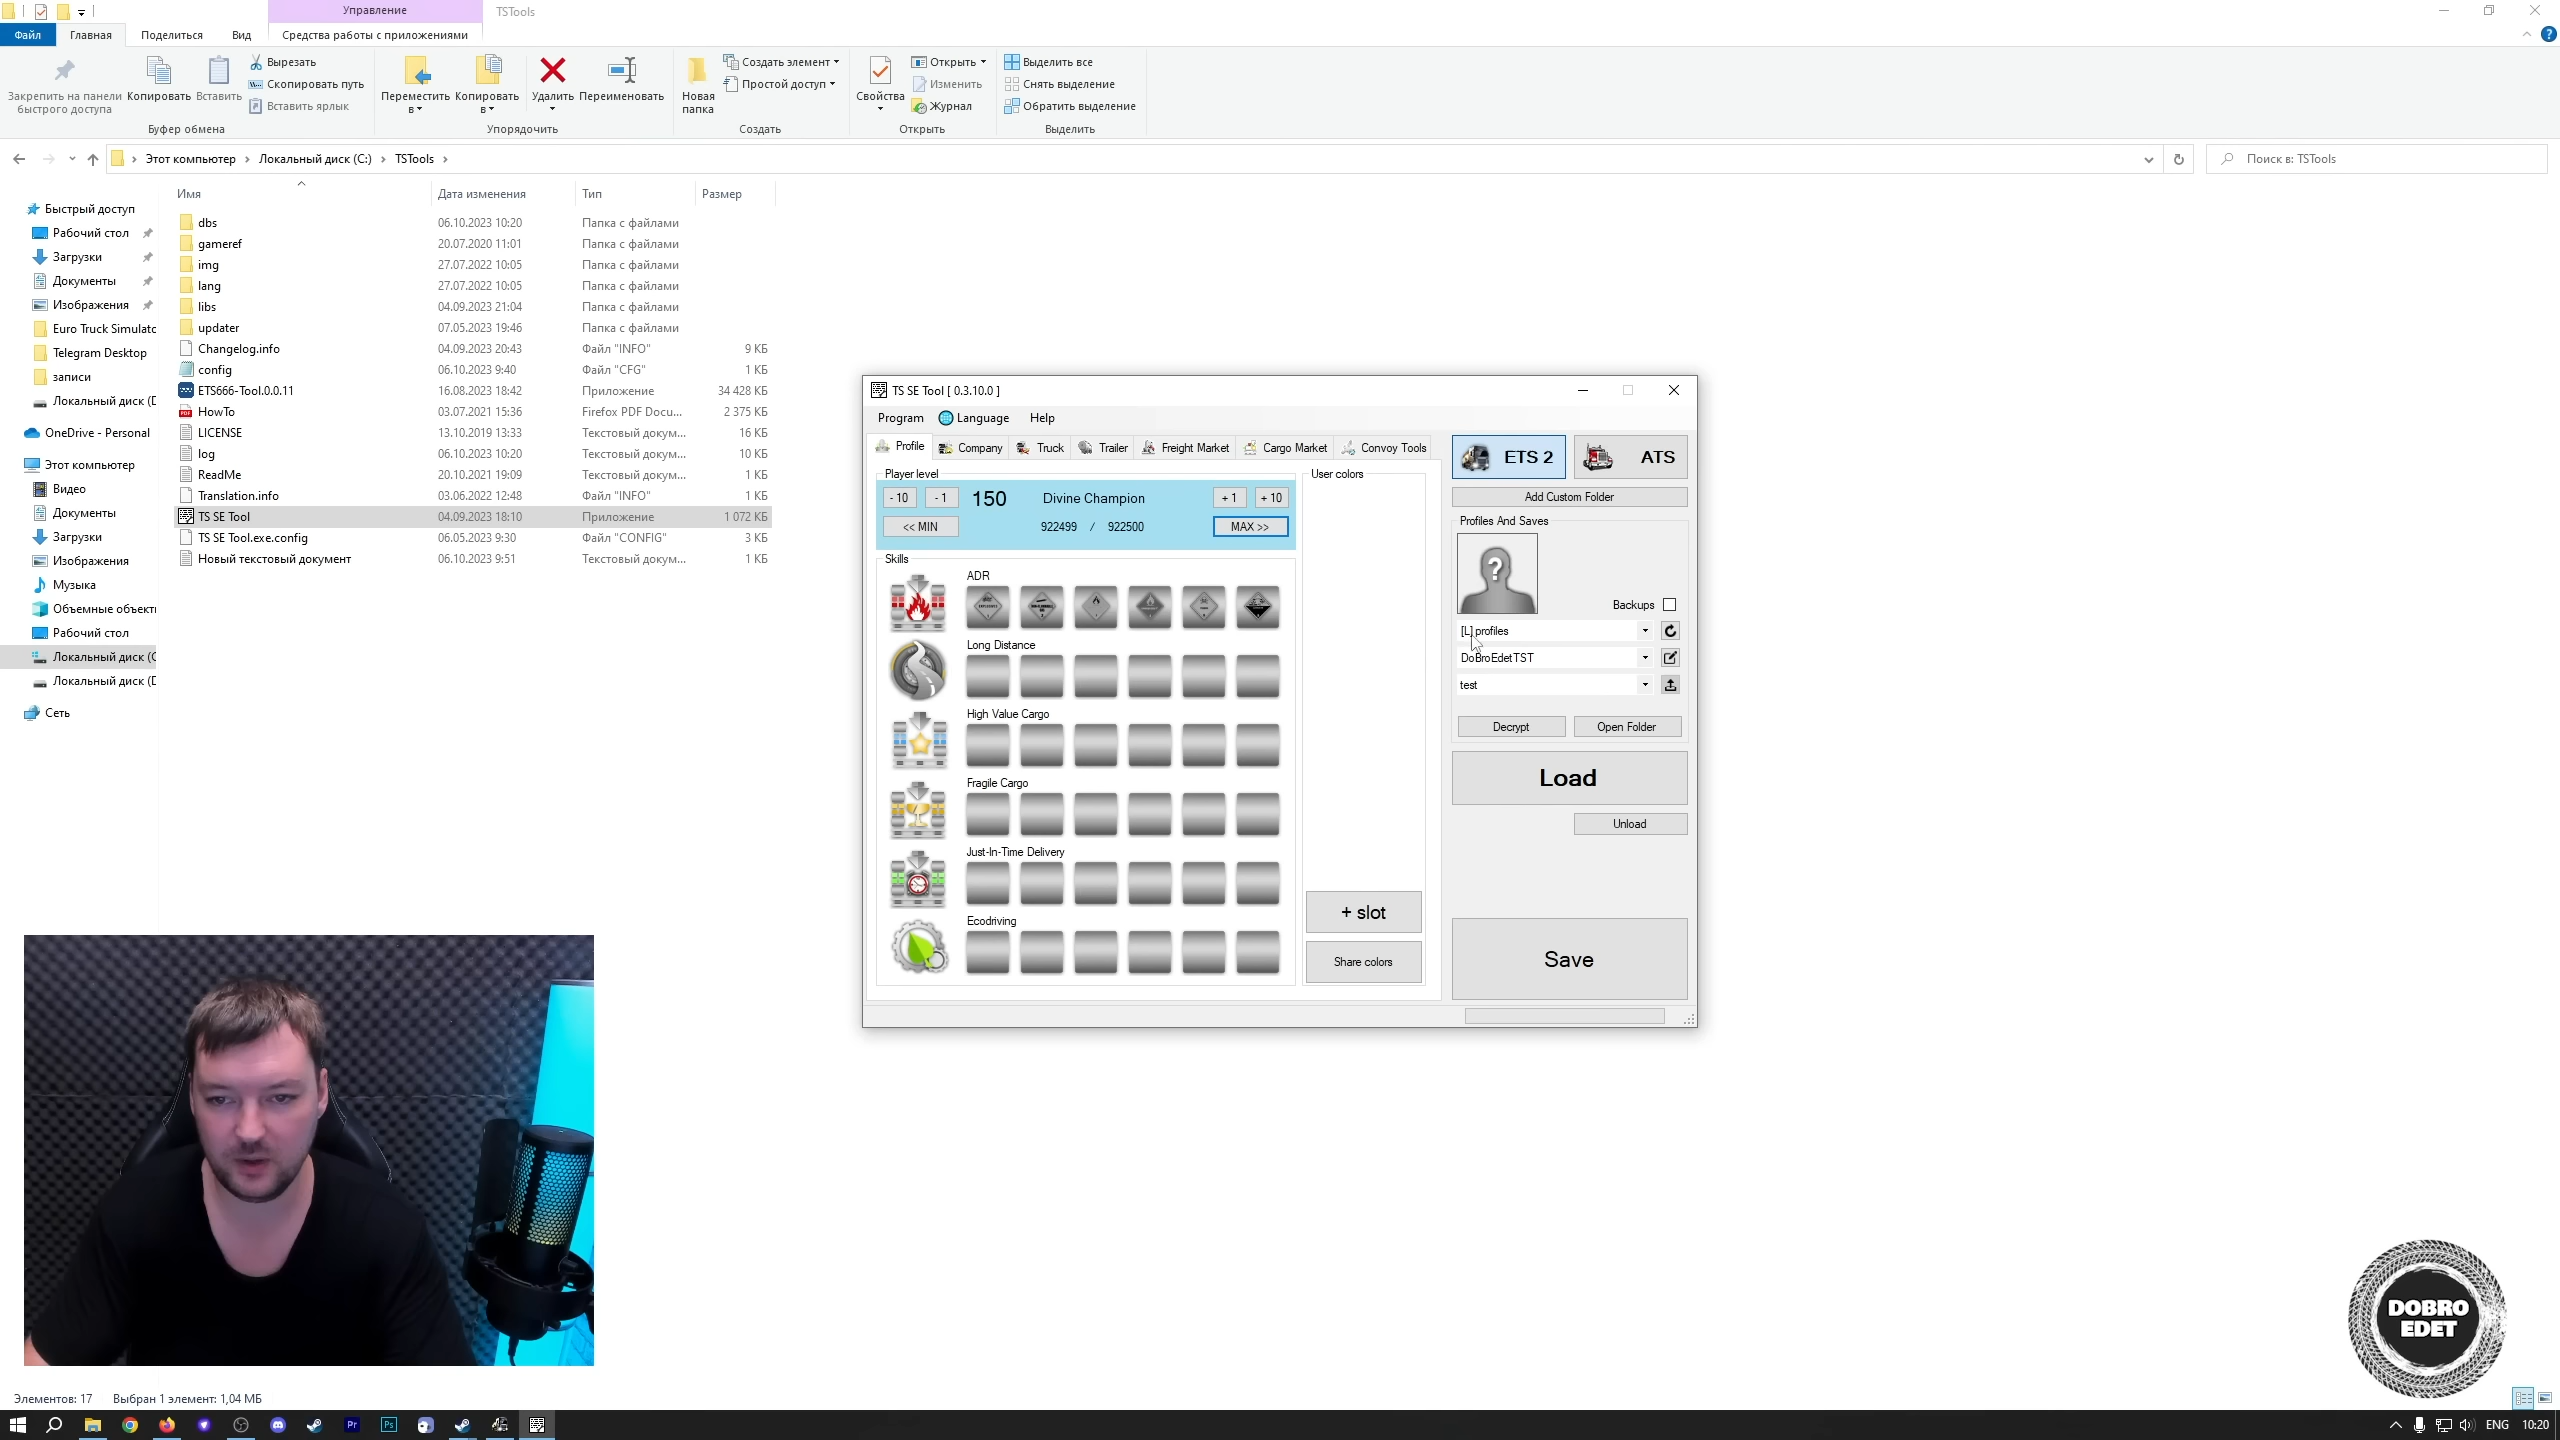 Управление
TSTools
Файл
Главная
Поделиться
Вид
Средства работы с приложениями
Закрепить на панели
быстрого доступа
Копировать
Вставить
Вырезать
Скопировать путь
Вставить ярлык
Буфер обмена
Переместить
в
Копировать
в
Удалить
Переименовать
Упорядочить
Новая
папка
Создать элемент
Простой доступ
Создать
Свойства
Открыть
Изменить
Журнал
Открыть
Выделить все
Снять выделение
Обратить выделение
Выделить
Этот компьютер
Локальный диск (C:)
TSTools
Поиск в: TSTools
Быстрый доступ
Рабочий стол
Загрузки
Документы
Изображения
Euro Truck Simulato
Telegram Desktop
записи
Локальный диск (D
OneDrive - Personal
Этот компьютер
Видео
Документы
Загрузки
Изображения
Музыка
Объемные объект
Рабочий стол
Локальный диск (C
Локальный диск (D
Сеть
Имя Дата изменения Тип Размер
dbs 06.10.2023 10:20 Папка с файлами
gameref 20.07.2020 11:01 Папка с файлами
img 27.07.2022 10:05 Папка с файлами
lang 27.07.2022 10:05 Папка с файлами
libs 04.09.2023 21:04 Папка с файлами
updater 07.05.2023 19:46 Папка с файлами
Changelog.info 04.09.2023 20:43 Файл "INFO" 9 КБ
config 06.10.2023 9:40 Файл "CFG" 1 КБ
ETS666-Tool.0.0.11 16.08.2023 18:42 Приложение 34 428 КБ
HowTo 03.07.2021 15:36 Firefox PDF Docu... 2 375 КБ
LICENSE 13.10.2019 13:33 Текстовый докум... 16 КБ
log 06.10.2023 10:20 Текстовый докум... 10 КБ
ReadMe 20.10.2021 19:09 Текстовый докум... 1 КБ
Translation.info 03.06.2022 12:48 Файл "INFO" 1 КБ
TS SE Tool 04.09.2023 18:10 Приложение 1 072 КБ
TS SE Tool.exe.config 06.05.2023 9:30 Файл "CONFIG" 3 КБ
Новый текстовый документ 06.10.2023 9:51 Текстовый докум... 1 КБ
TS SE Tool [ 0.3.10.0 ]
Program Language Help
Profile Company Truck Trailer Freight Market Cargo Market Convoy Tools
Player level
- 10 - 1 150 Divine Champion + 1 + 10
<< MIN 922499 / 922500 MAX >>
Skills
ADR
Long Distance
High Value Cargo
Fragile Cargo
Just-In-Time Delivery
Ecodriving
User colors
+ slot
Share colors
ETS 2 ATS
Add Custom Folder
Profiles And Saves
?
Backups
[L] profiles
DoBroEdetTST
test
Decrypt Open Folder
Load
Unload
Save
DOBRO
EDET
Элементов: 17 Выбран 1 элемент: 1,04 МБ
Pr Ps
ENG 10:20